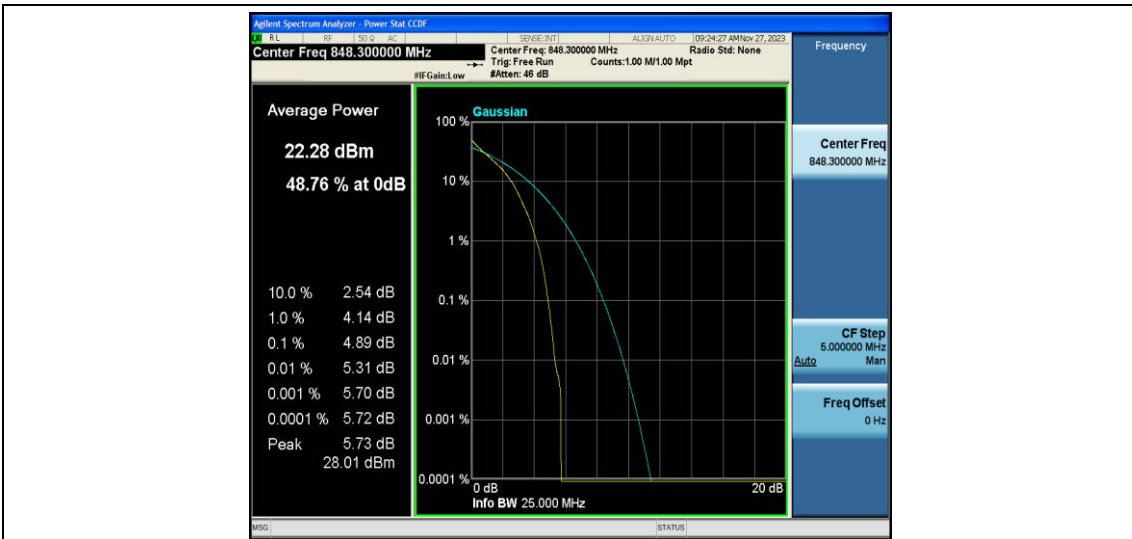 Agilent Spectrum Analyzer - Power Stat CCDF
RL RF 50 Ω AC SENSE:INT ALIGN AUTO 09:24:27 AM Nov 27, 2023
Center Freq 848.300000 MHz
Center Freq: 848.300000 MHz Radio Std: None
Trig: Free Run Counts:1.00 M/1.00 Mpt
#IFGain:Low #Atten: 46 dB
Frequency
Average Power
22.28 dBm
48.76 % at 0dB
10.0 % 2.54 dB
1.0 % 4.14 dB
0.1 % 4.89 dB
0.01 % 5.31 dB
0.001 % 5.70 dB
0.0001 % 5.72 dB
Peak 5.73 dB
28.01 dBm
Gaussian
100 %
10 %
1 %
0.1 %
0.01 %
0.001 %
0.0001 %
0 dB 20 dB
Info BW 25.000 MHz
Center Freq
848.300000 MHz
CF Step
5.000000 MHz
Auto Man
Freq Offset
0 Hz
MSG STATUS